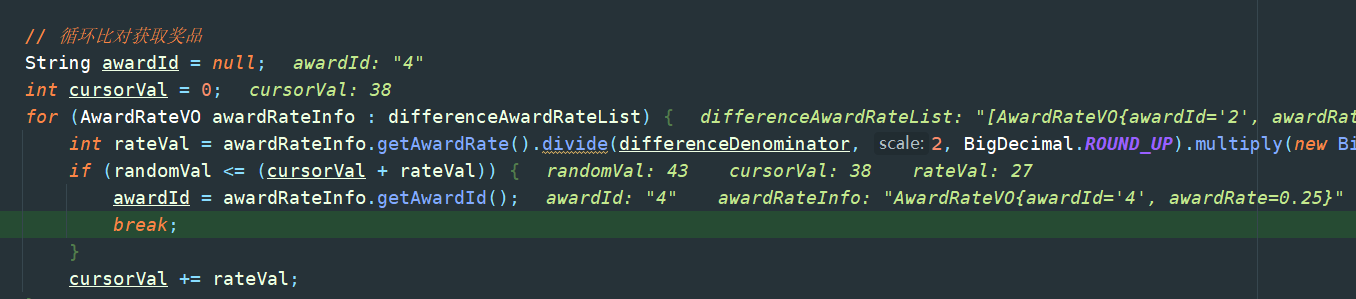 // 循环比对获取奖品
String awardId = null; awardId: "4"
int cursorVal = 0; cursorVal: 38
for (AwardRateVO awardRateInfo : differenceAwardRateList) { differenceAwardRateList: "[AwardRateVO{awardId='2', awardRat
int rateVal = awardRateInfo.getAwardRate().divide(differenceDenominator, scale: 2, BigDecimal.ROUND_UP).multiply(new Bi
if (randomVal <= (cursorVal + rateVal)) { randomVal: 43 cursorVal: 38 rateVal: 27
awardId = awardRateInfo.getAwardId(); awardId: "4" awardRateInfo: "AwardRateVO{awardId='4', awardRate=0.25}"
break;
}
cursorVal += rateVal;